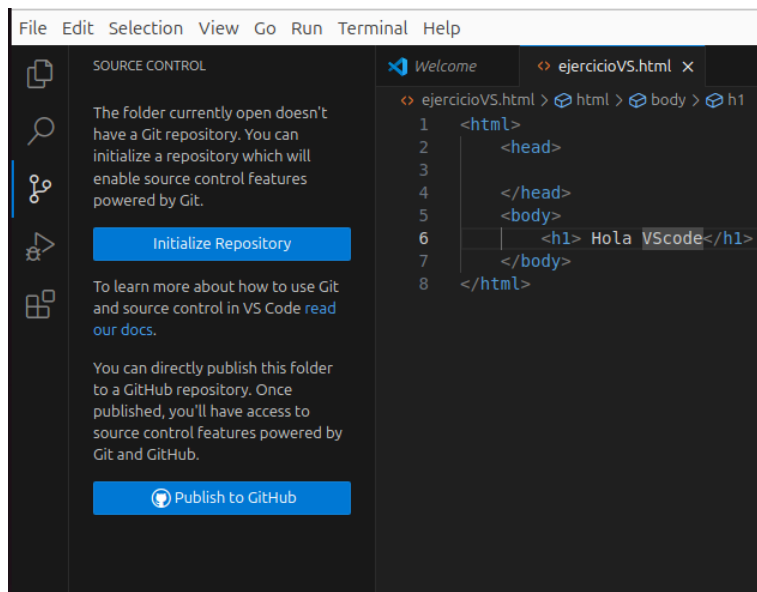 File Edit Selection View Go Run Terminal Help
SOURCE CONTROL
The folder currently open doesn't
have a Git repository. You can
initialize a repository which will
enable source control features
powered by Git.
Initialize Repository
To learn more about how to use Git
and source control in VS Code read
our docs.
You can directly publish this folder
to a GitHub repository. Once
published, you'll have access to
source control features powered by
Git and GitHub.
Publish to GitHub
Welcome
ejercicioVS.html
ejercicioVS.html > html > body > h1
1 <html>
2 <head>
3
4 </head>
5 <body>
6 <h1> Hola VScode</h1>
7 </body>
8 </html>